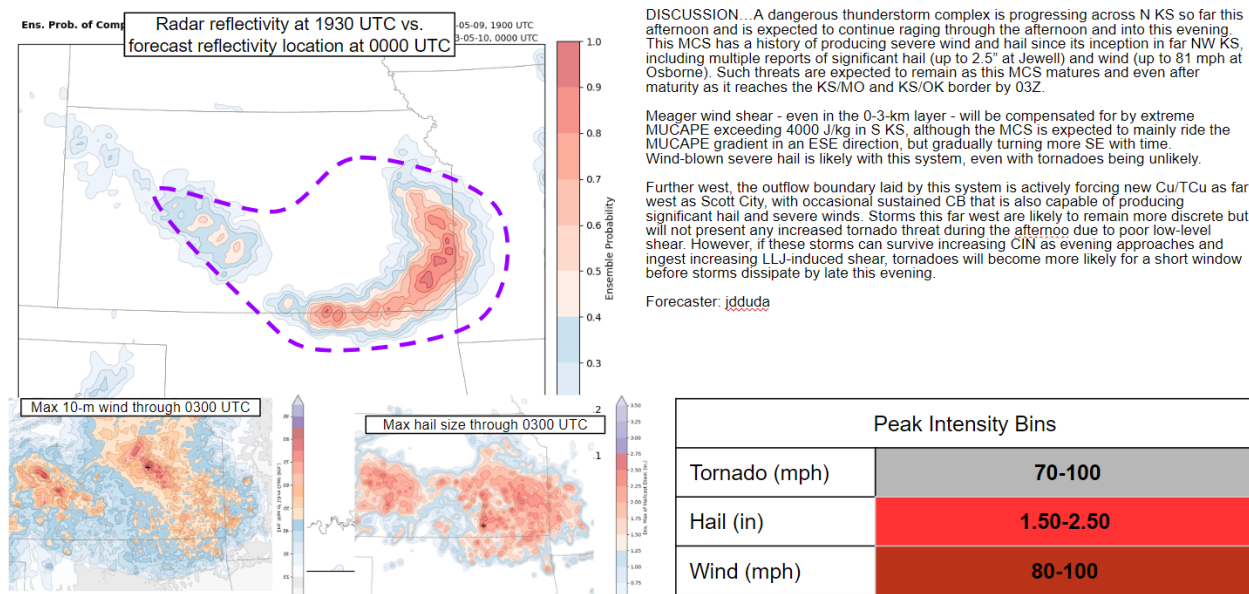 Ens. Prob. of Comp
Radar reflectivity at 1930 UTC vs.
forecast reflectivity location at 0000 UTC
-05-09, 1900 UTC
3-05-10, 0000 UTC
1.0
0.9
0.8
0.7
0.6
0.5
0.4
0.3
.2
.1
Ensemble Probability
Max 10-m wind through 0300 UTC
Max hail size through 0300 UTC
3.50
3.25
3.00
2.75
2.50
2.25
2.00
1.75
1.50
1.25
1.00
0.75
DISCUSSION…A dangerous thunderstorm complex is progressing across N KS so far this
afternoon and is expected to continue raging through the afternoon and into this evening.
This MCS has a history of producing severe wind and hail since its inception in far NW KS,
including multiple reports of significant hail (up to 2.5" at Jewell) and wind (up to 81 mph at
Osborne). Such threats are expected to remain as this MCS matures and even after
maturity as it reaches the KS/MO and KS/OK border by 03Z.
Meager wind shear - even in the 0-3-km layer - will be compensated for by extreme
MUCAPE exceeding 4000 J/kg in S KS, although the MCS is expected to mainly ride the
MUCAPE gradient in an ESE direction, but gradually turning more SE with time.
Wind-blown severe hail is likely with this system, even with tornadoes being unlikely.
Further west, the outflow boundary laid by this system is actively forcing new Cu/TCu as far
west as Scott City, with occasional sustained CB that is also capable of producing
significant hail and severe winds. Storms this far west are likely to remain more discrete but
will not present any increased tornado threat during the afternoo due to poor low-level
shear. However, if these storms can survive increasing CIN as evening approaches and
ingest increasing LLJ-induced shear, tornadoes will become more likely for a short window
before storms dissipate by late this evening.
Forecaster: jdduda
Peak Intensity Bins
Tornado (mph) 70-100
Hail (in) 1.50-2.50
Wind (mph) 80-100